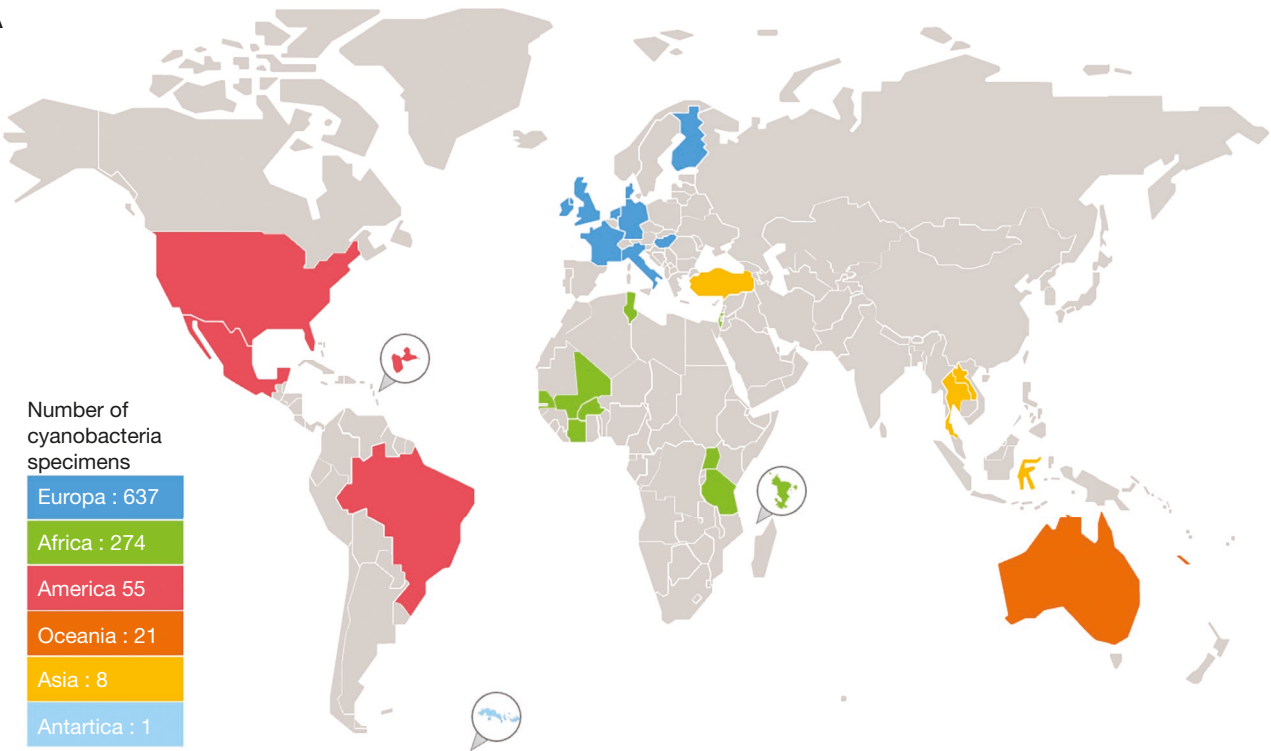 A
Number of
cyanobacteria
specimens
Europa : 637
Africa : 274
America 55
Oceania : 21
Asia : 8
Antartica : 1